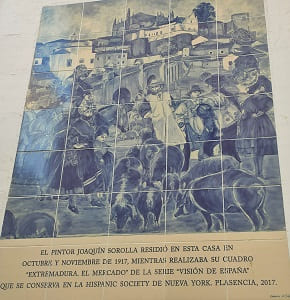 EL PINTOR JOAQUÍN SOROLLA RESIDIÓ EN ESTA CASA EN
OCTUBRE Y NOVIEMBRE DE 1917, MIENTRAS REALIZABA SU CUADRO
"EXTREMADURA. EL MERCADO" DE LA SERIE "VISIÓN DE ESPAÑA"
QUE SE CONSERVA EN LA HISPANIC SOCIETY DE NUEVA YORK. PLASENCIA, 2017.